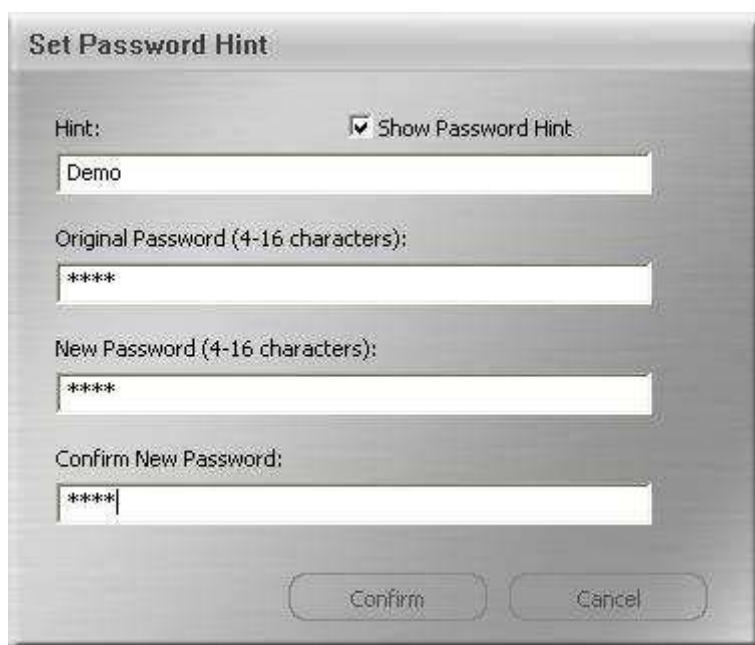 Set Password Hint
Hint:
Show Password Hint
Demo
Original Password (4-16 characters):
****
New Password (4-16 characters):
****
Confirm New Password:
****
Confirm
Cancel